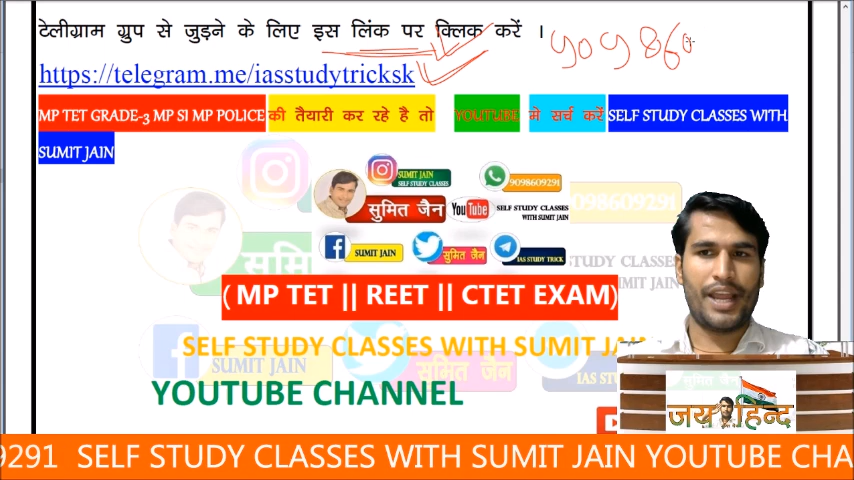 टेलीग्राम ग्रुप से जुड़ने के लिए इस लिंक पर क्लिक करें ।
https://telegram.me/iasstudytricksk
MP TET GRADE-3 MP SI MP POLICE की तैयारी कर रहे है तो YOUTUBE मे सर्च करें SELF STUDY CLASSES WITH
SUMIT JAIN
SUMIT JAIN
SELF STUDY CLASSES
9098609291
सुमित जैन
YouTube
SELF STUDY CLASSES
WITH SUMIT JAIN
SUMIT JAIN
सुमित जैन
IAS STUDY TRICK
( MP TET || REET || CTET EXAM)
SELF STUDY CLASSES WITH SUMIT
YOUTUBE CHANNEL
जय हिन्द
9291 SELF STUDY CLASSES WITH SUMIT JAIN YOUTUBE CHA